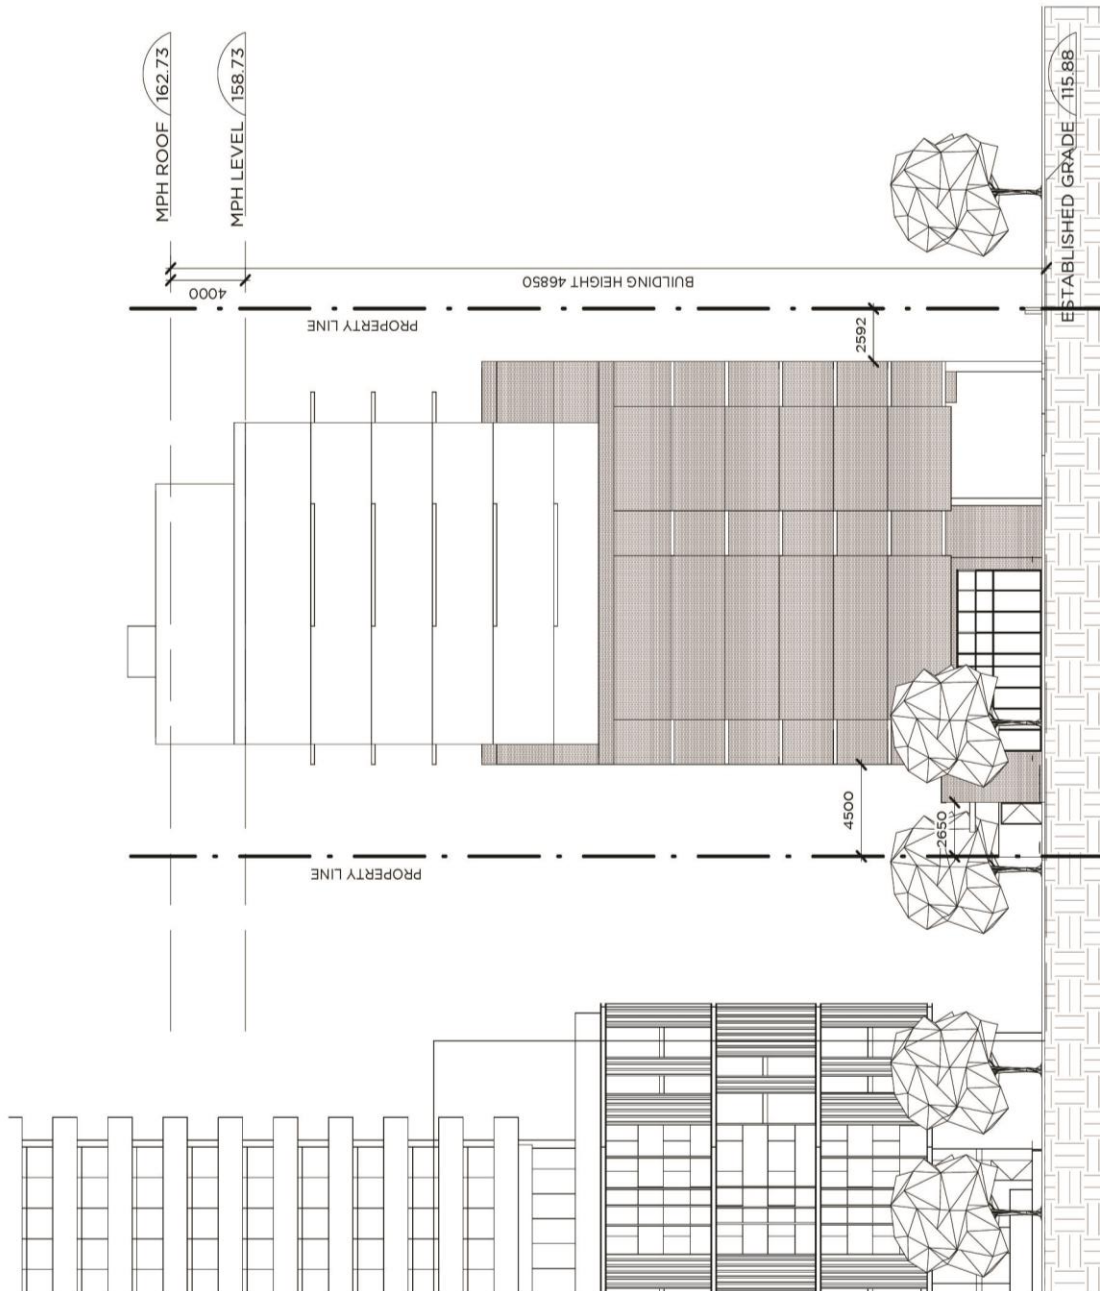 MPH ROOF 162.73
MPH LEVEL 158.73
ESTABLISHED GRADE 115.88
4000
BUILDING HEIGHT 46850
PROPERTY LINE
2592
4500
2650
PROPERTY LINE